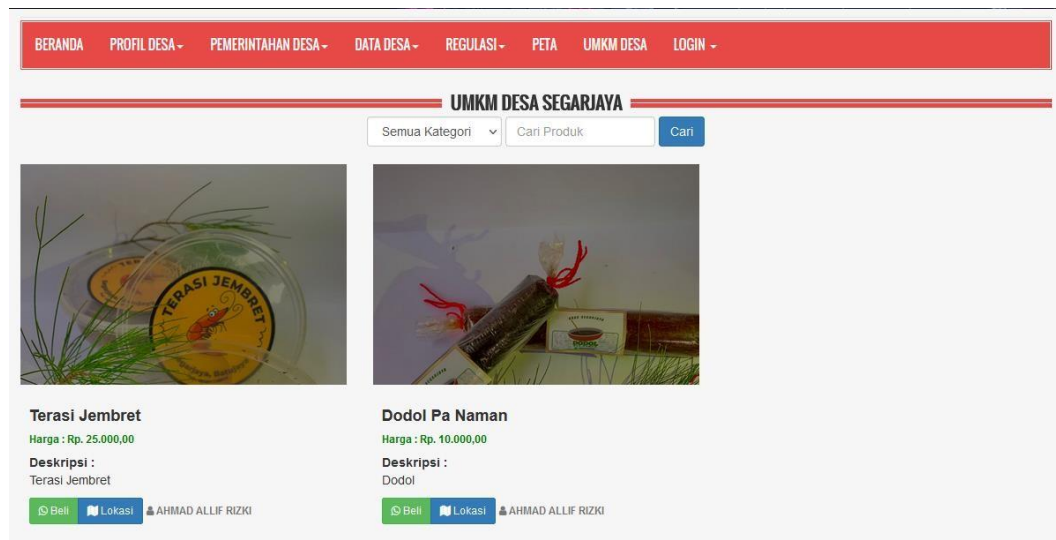 BERANDA PROFIL DESA PEMERINTAHAN DESA DATA DESA REGULASI PETA UMKM DESA LOGIN
UMKM DESA SEGARJAYA
Semua Kategori Cari Produk Cari
TERASI JEMBRET
DODOL
Terasi Jembret
Harga : Rp. 25.000,00
Deskripsi :
Terasi Jembret
Beli Lokasi AHMAD ALLIF RIZKI
Dodol Pa Naman
Harga : Rp. 10.000,00
Deskripsi :
Dodol
Beli Lokasi AHMAD ALLIF RIZKI